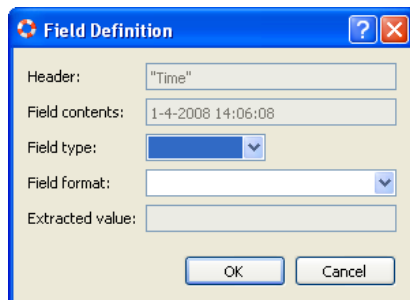 Field Definition
Header: "Time"
Field contents: 1-4-2008 14:06:08
Field type:
Field format:
Extracted value:
OK Cancel